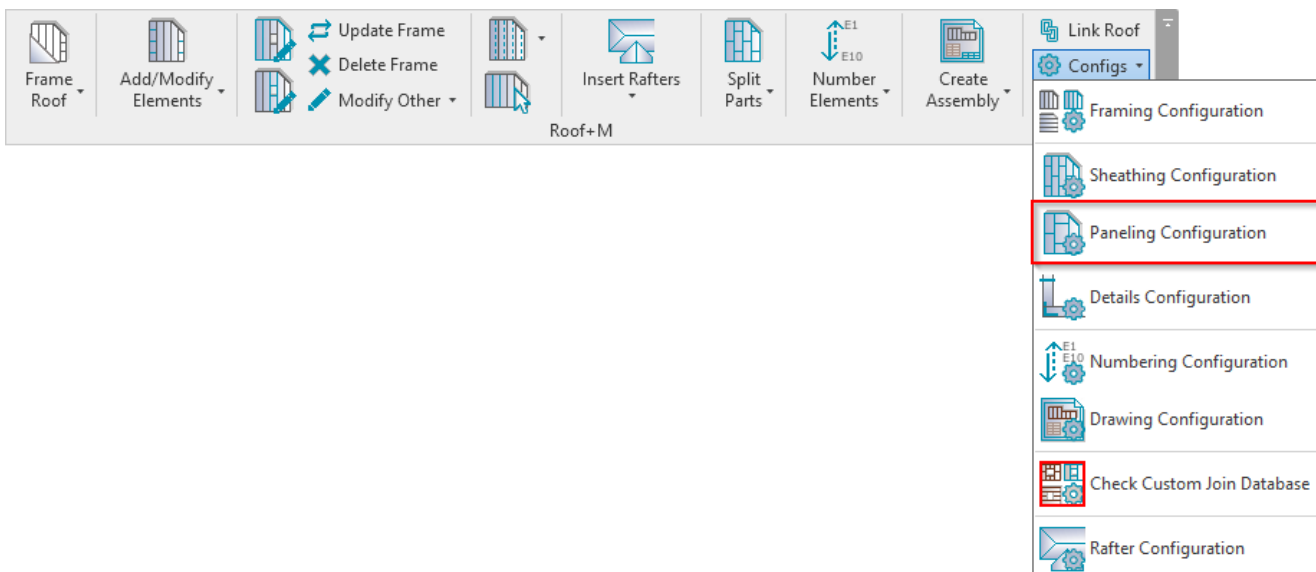 Frame
Roof
Add/Modify
Elements
Update Frame
Delete Frame
Modify Other
Insert Rafters
Split
Parts
E1
E10
Number
Elements
Create
Assembly
Link Roof
Configs
Roof+M
Framing Configuration
Sheathing Configuration
Paneling Configuration
Details Configuration
E1
E10
Numbering Configuration
Drawing Configuration
Check Custom Join Database
Rafter Configuration